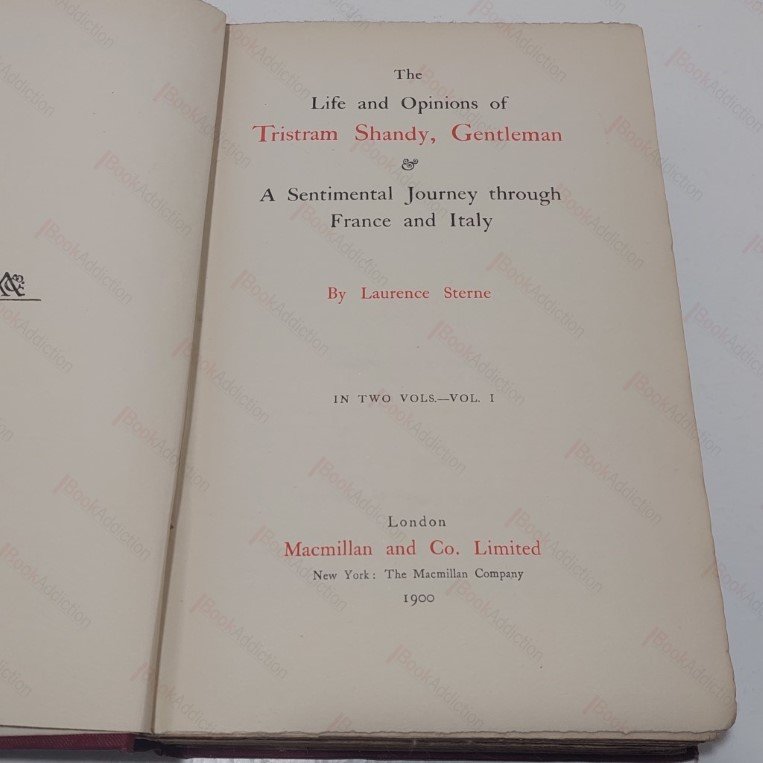 The
Life and Opinions of
Tristram Shandy, Gentleman
&
A Sentimental Journey through
France and Italy
By Laurence Sterne
IN TWO VOLS.—VOL. I
London
Macmillan and Co. Limited
New York: The Macmillan Company
1900
BookAddiction